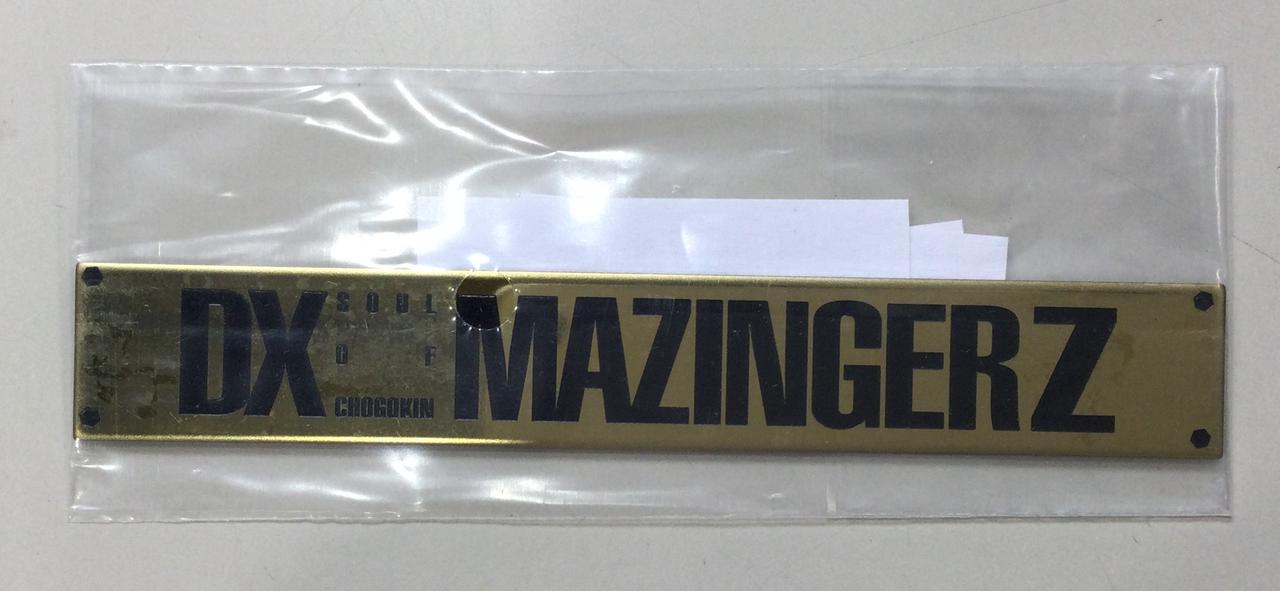 DX SOUL OF CHOGOKIN MAZINGER Z